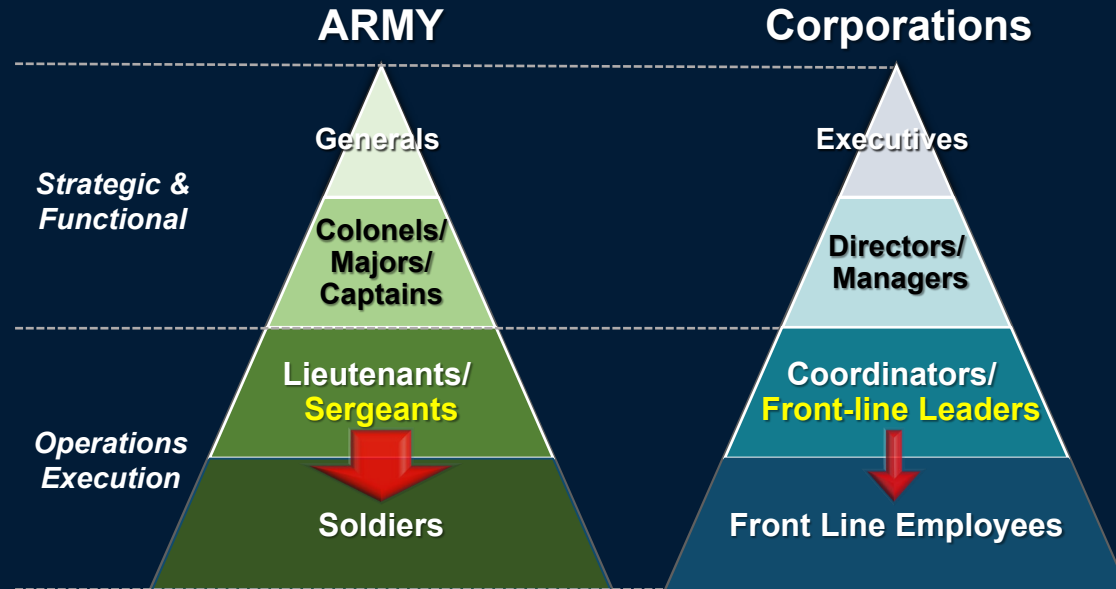 ARMY
Corporations
Generals
Executives
Strategic &
Functional
Colonels/
Majors/
Captains
Directors/
Managers
Lieutenants/
Sergeants
Coordinators/
Front-line Leaders
Operations
Execution
Soldiers
Front Line Employees